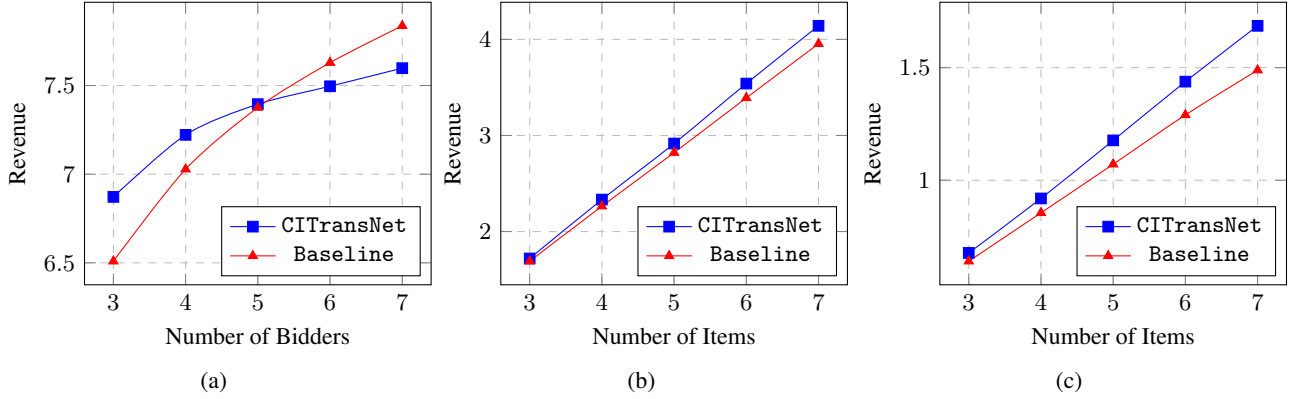 Revenue
7.5
7
6.5
3 4 5 6 7
Number of Bidders
CITransNet
Baseline
(a)
Revenue
4
3
2
3 4 5 6 7
Number of Items
CITransNet
Baseline
(b)
Revenue
1.5
1
3 4 5 6 7
Number of Items
CITransNet
Baseline
(c)